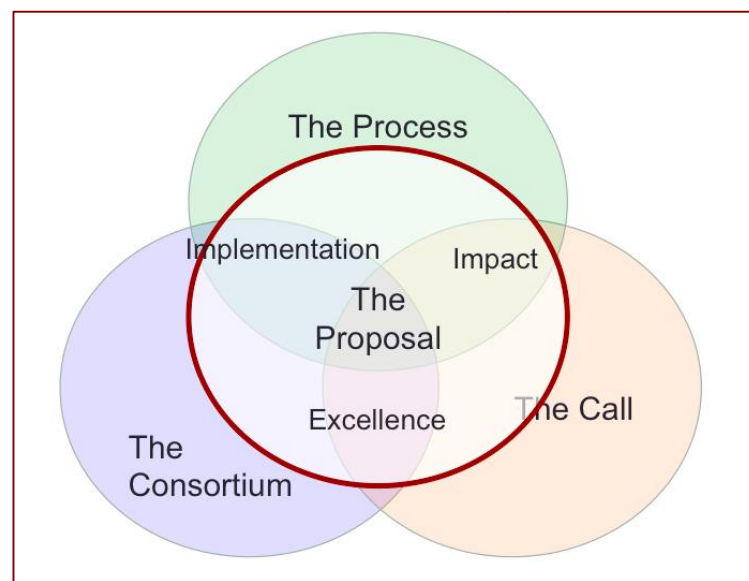 The Process
Implementation
Impact
The
Proposal
Excellence
The Call
The
Consortium